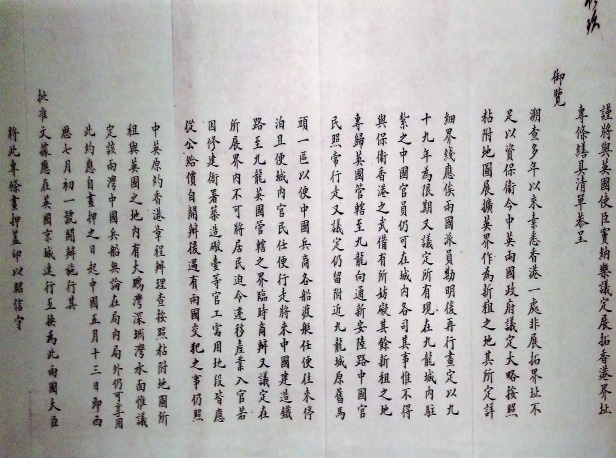 謹將與英國使臣竇納樂議定展拓香港界址
專條繕具清單恭呈
御覽
溯查多年以來素悉香港一處非展拓界址不
足以資保衛今中英兩國政府議定大略按照
粘附地圖展擴英界作為新租之地其所定詳
細界綫應俟兩國派員勘明後再行畫定以九
十九年為限期又議定所有現在九龍城內駐
紮之中國官員仍可在城內各司其事惟不得
與保衛香港之武備有所妨礙其餘新租之地
專歸英國管轄至九龍向通新安陸路中國官
民照常行走又議定仍留附近九龍城原舊馬
頭一區以便中國兵商各船渡艇任便往來停
泊且便城內官民任便行走將來中國建造鐵
路至九龍英國管轄之界臨時商辦又議定在
所展界內不可將居民迫令遷移產業入官若
因修建衙署築造礮臺等官工需用地段皆應
從公給價自開辦後遇有兩國交犯之事仍照
中英原約香港章程辦理查按照粘附地圖所
租與英國之地內有大鵬灣深圳灣水面惟議
定該兩灣中國兵船無論在局內局外仍可享用
此約應自畫押之日起中國五月十三日即西
歷七月初一號開辦施行其
批准文據應在英國京城速行互換為此兩國大臣
將此專條畫押蓋印以昭信守